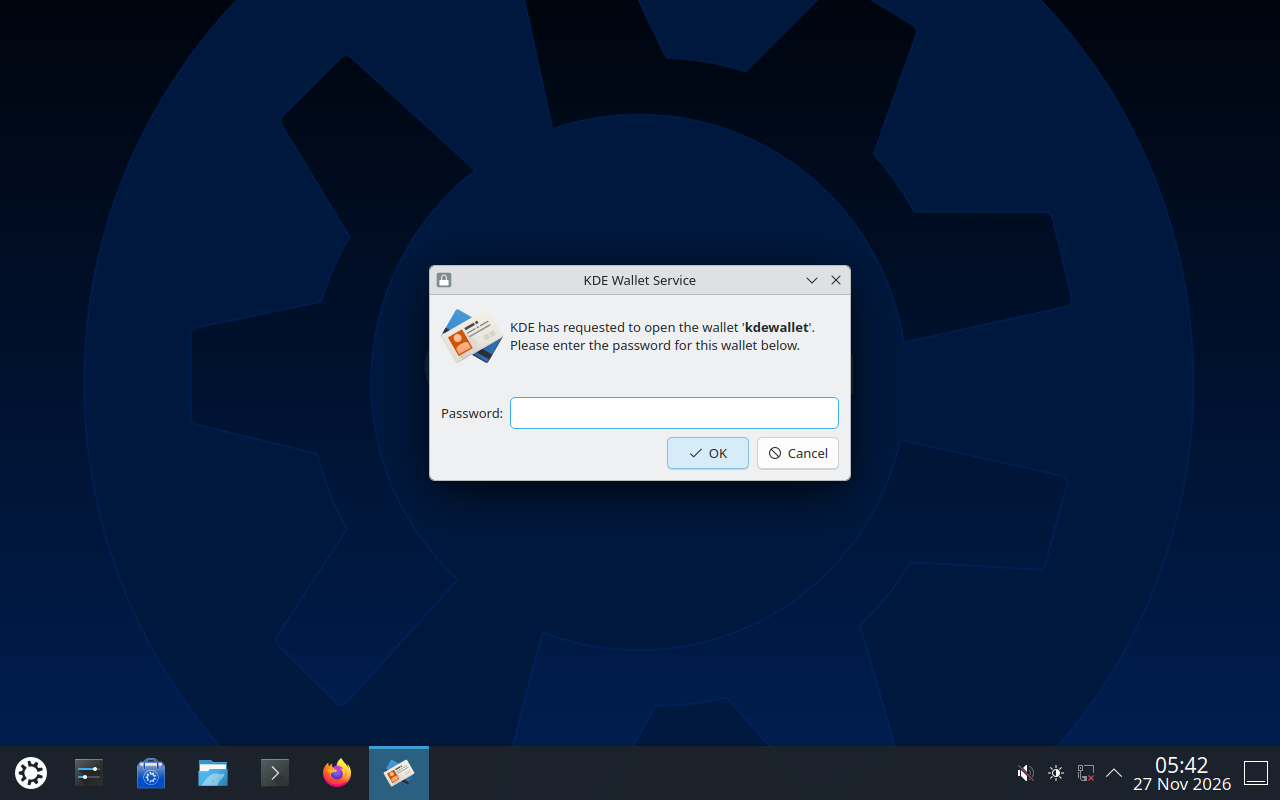 KDE Wallet Service
KDE has requested to open the wallet 'kdewallet'.
Please enter the password for this wallet below.
Password:
OK
Cancel
05:42
27 Nov 2026